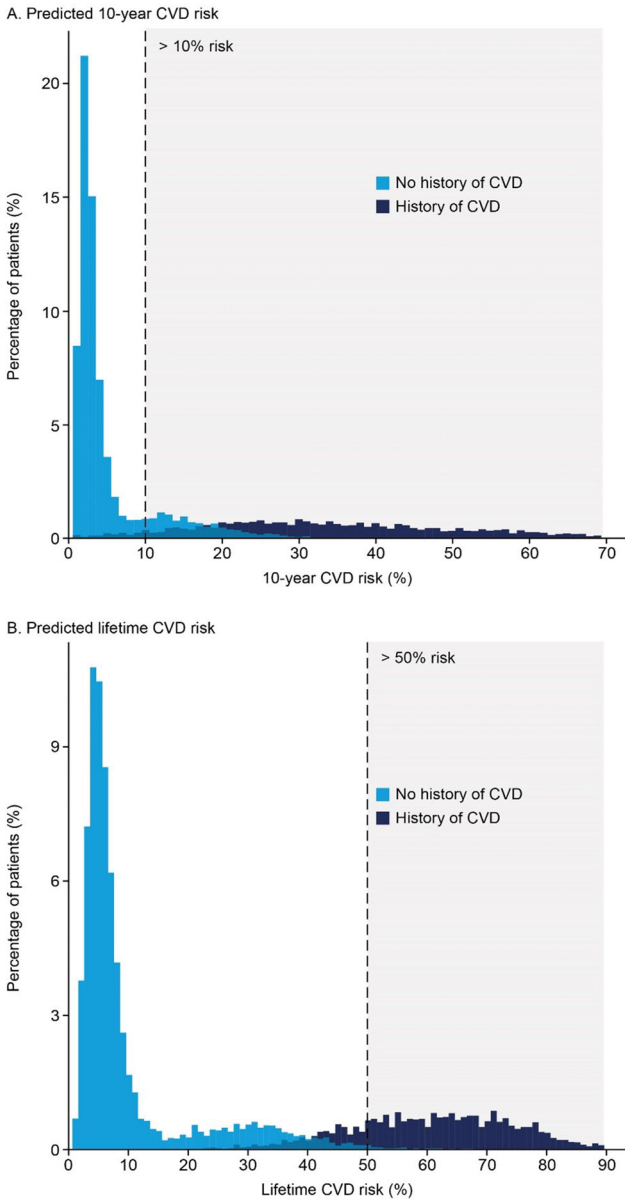 A. Predicted 10-year CVD risk
> 10% risk
20
15
10
5
0
Percentage of patients (%)
No history of CVD
History of CVD
0 10 20 30 40 50 60 70
10-year CVD risk (%)
B. Predicted lifetime CVD risk
> 50% risk
9
6
3
0
Percentage of patients (%)
No history of CVD
History of CVD
0 10 20 30 40 50 60 70 80 90
Lifetime CVD risk (%)